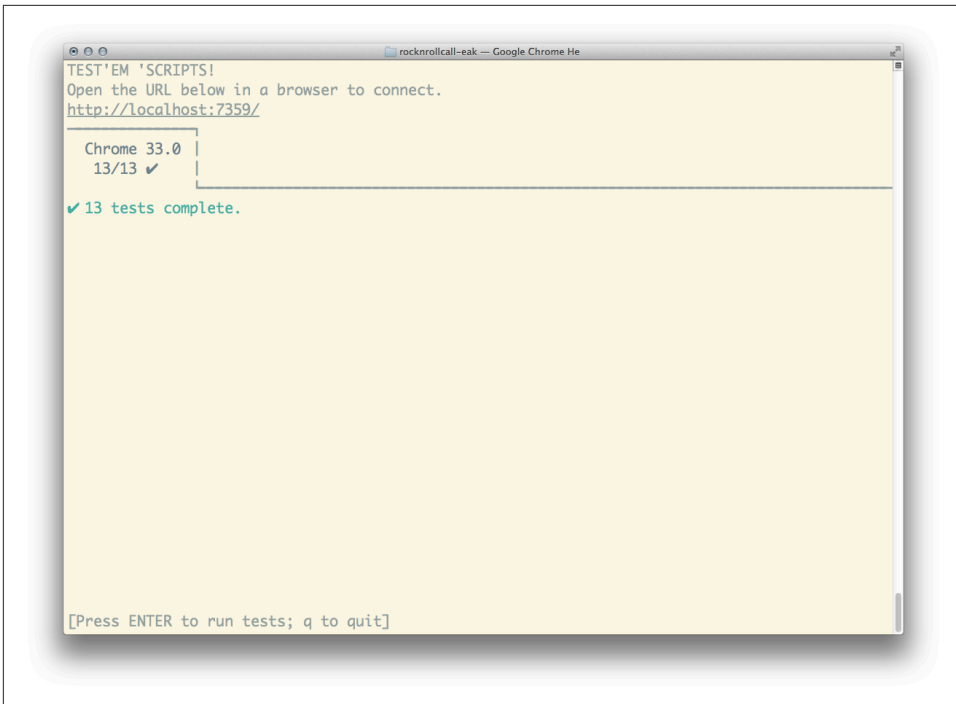 rocknrollcall-eak — Google Chrome He
TEST'EM 'SCRIPTS!
Open the URL below in a browser to connect.
http://localhost:7359/
Chrome 33.0
13/13 ✔
✔ 13 tests complete.
[Press ENTER to run tests; q to quit]